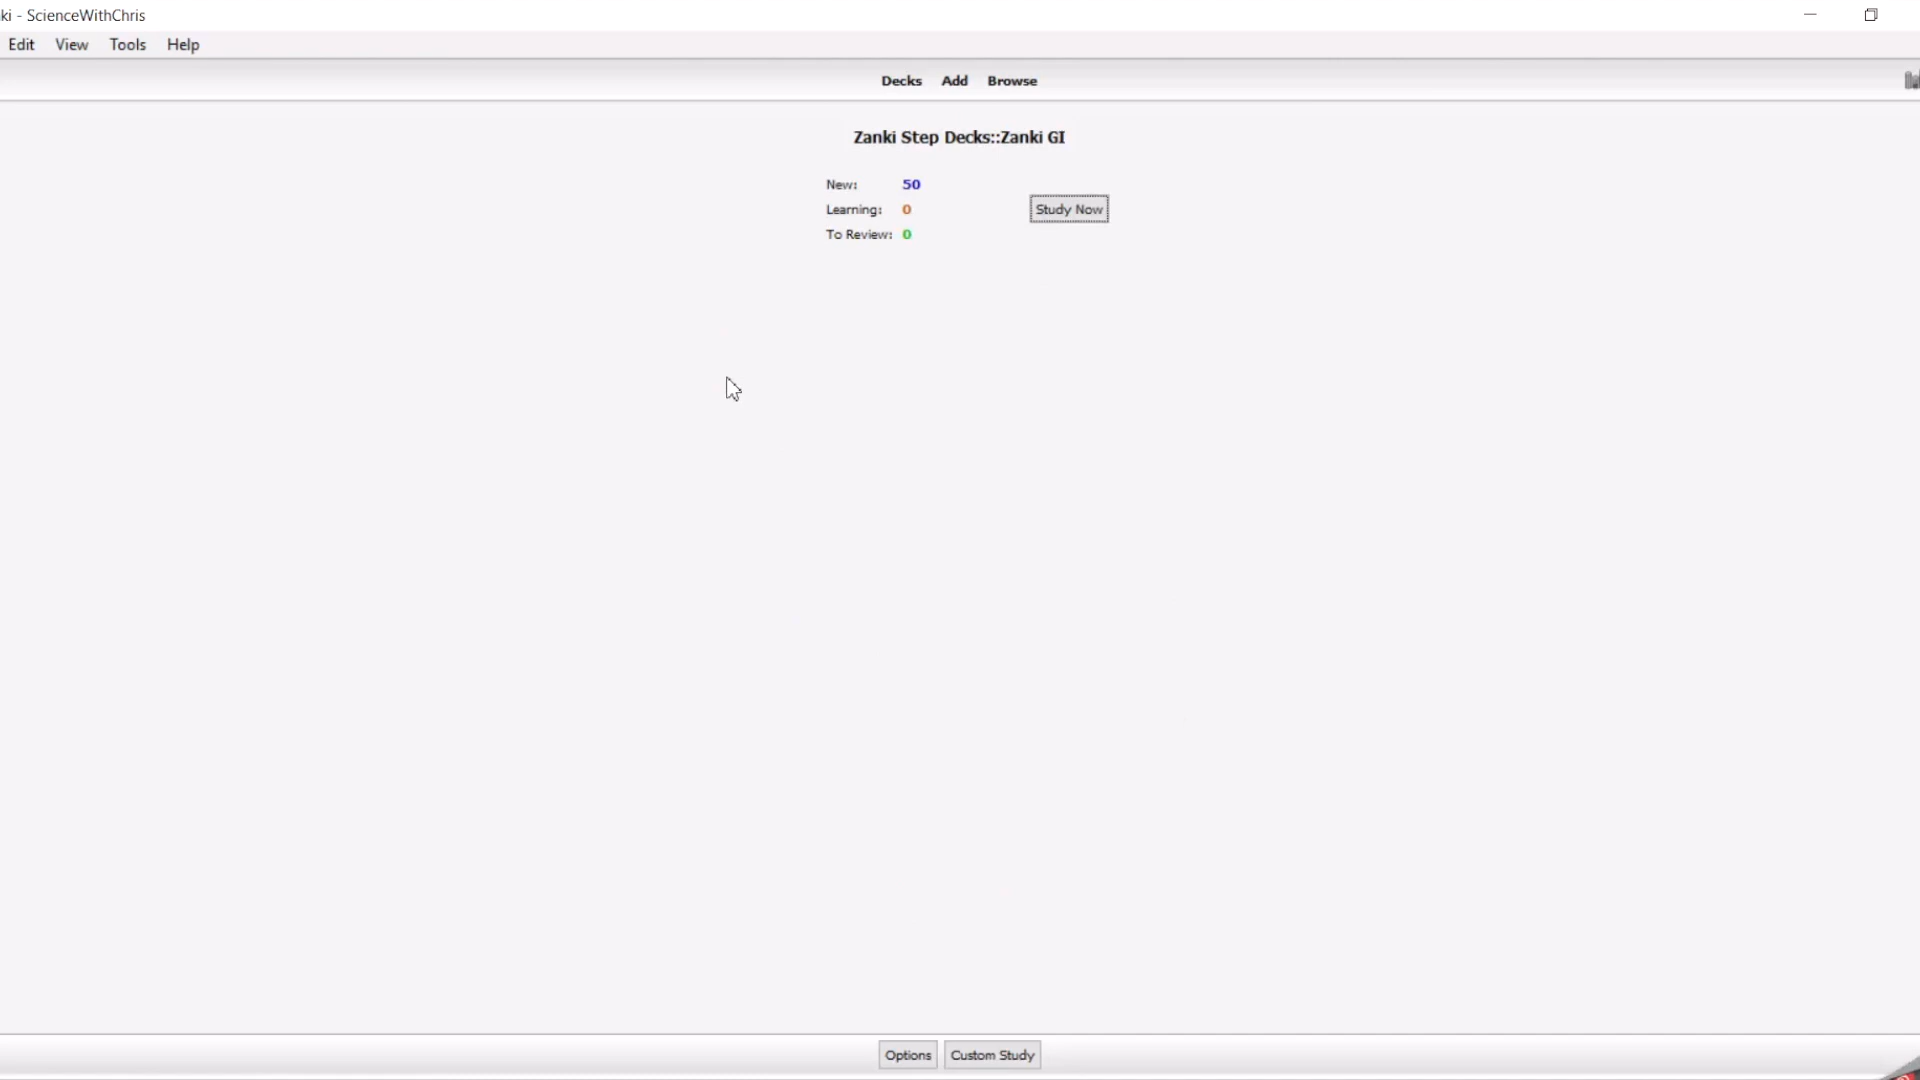 ki - ScienceWithChris
Edit View Tools Help
Decks Add Browse
Zanki Step Decks::Zanki GI
New: 50
Learning: 0
Study Now
To Review: 0
Options Custom Study